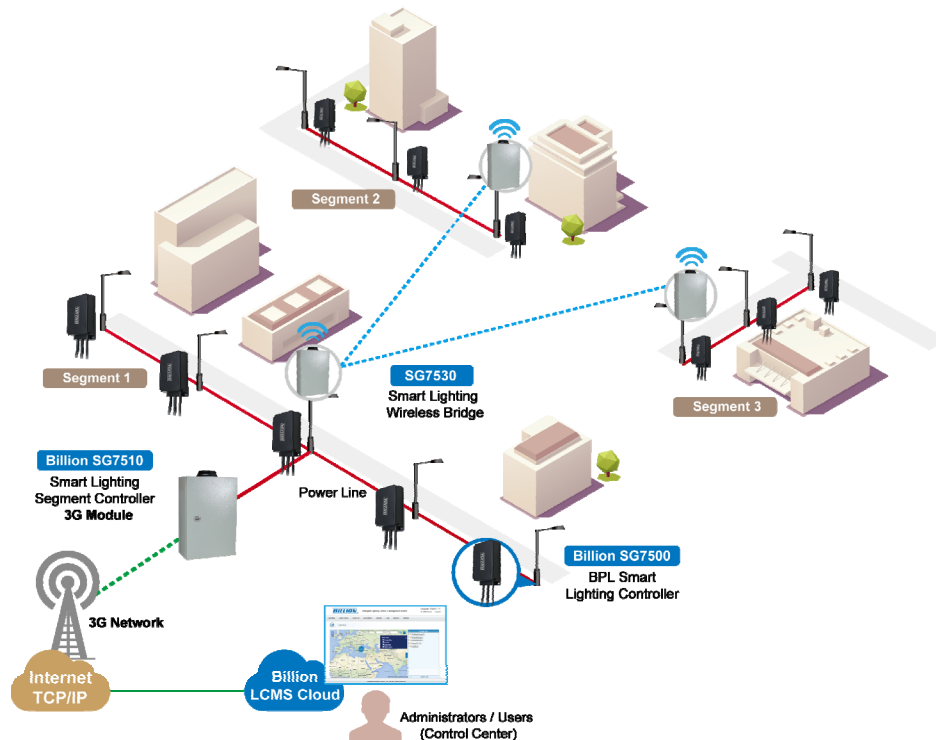 Segment 2
Segment 1
SG7530
Smart Lighting
Wireless Bridge
Segment 3
Billion SG7510
Smart Lighting
Segment Controller
3G Module
Power Line
Billion SG7500
BPL Smart
Lighting Controller
3G Network
BILLION
Internet
TCP/IP
Billion
LCMS Cloud
Administrators / Users
(Control Center)